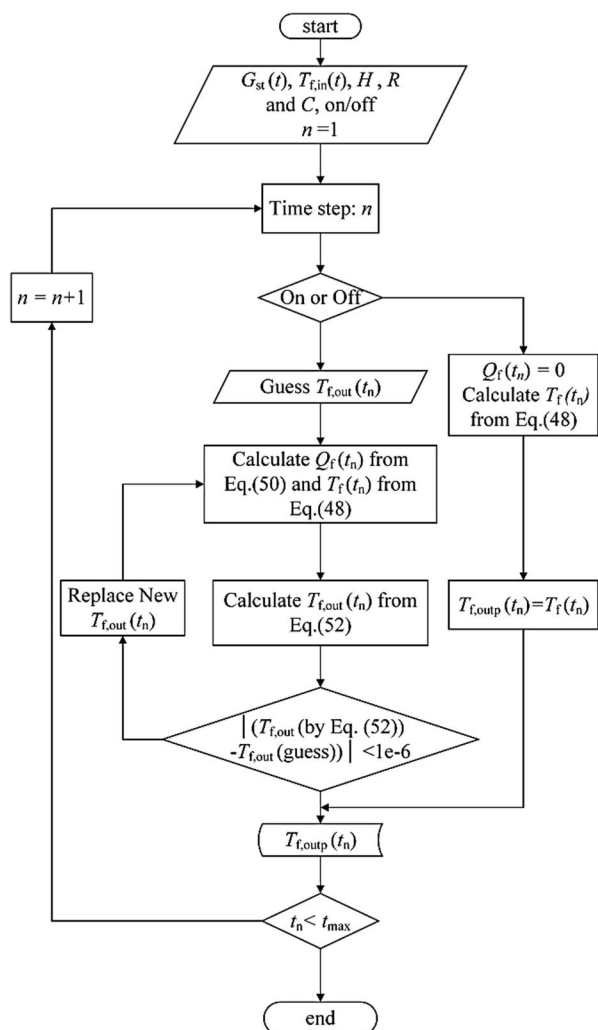 start
G_st(t), T_f,in(t), H , R
and C, on/off
n =1
Time step: n
n = n+1
On or Off
Guess T_f,out(t_n)
Q_f(t_n) = 0
Calculate T_f(t_n)
from Eq.(48)
Calculate Q_f(t_n) from
Eq.(50) and T_f(t_n) from
Eq.(48)
Replace New
T_f,out(t_n)
Calculate T_f,out(t_n) from
Eq.(52)
T_f,outp(t_n)=T_f(t_n)
|(T_f,out(by Eq. (52))
-T_f,out(guess))| <1e-6
T_f,outp(t_n)
t_n< t_max
end